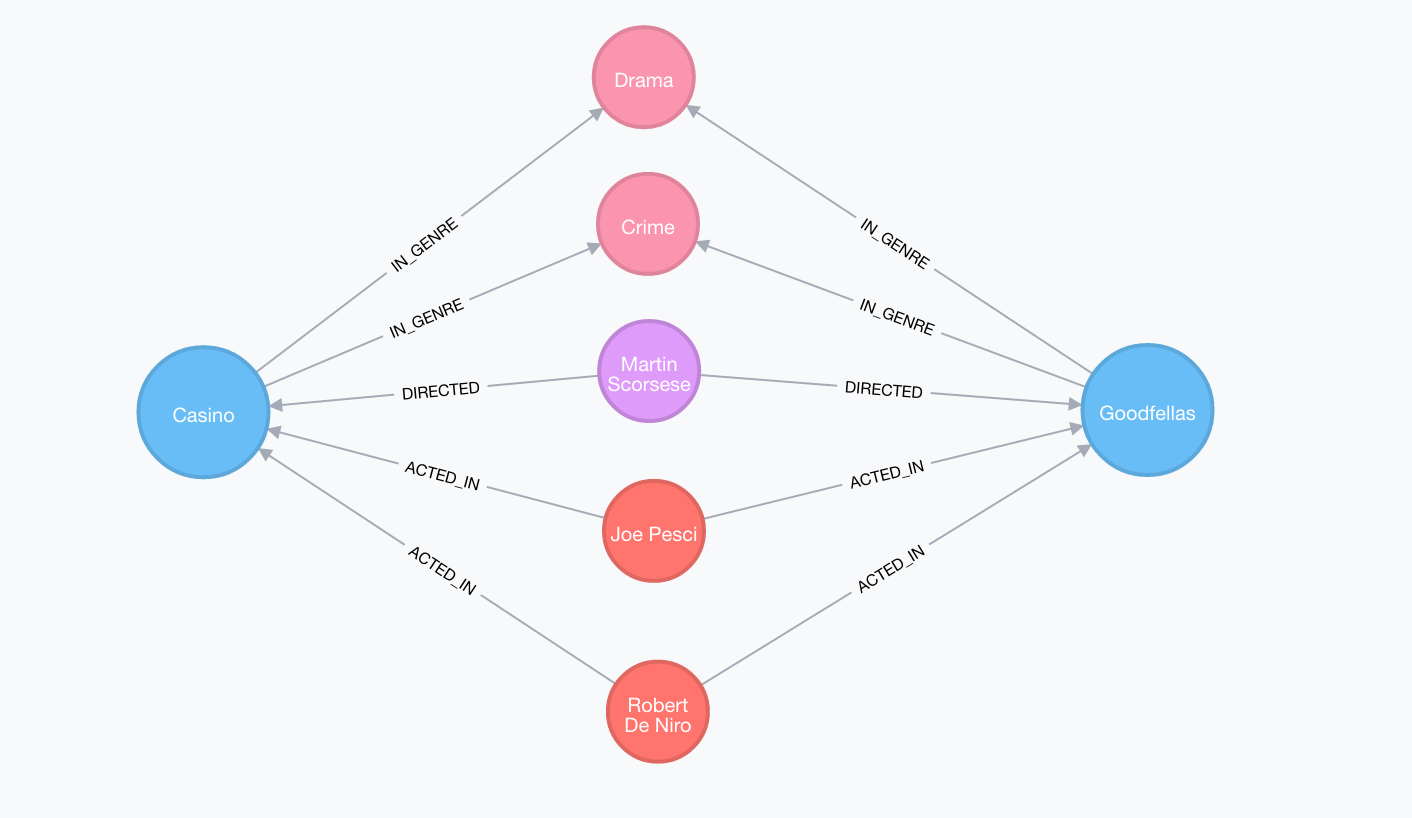 Drama
IN_GENRE
IN_GENRE
Crime
IN_GENRE
IN_GENRE
Martin
Scorsese
DIRECTED
DIRECTED
Casino
Goodfellas
ACTED_IN
ACTED_IN
Joe Pesci
ACTED_IN
ACTED_IN
Robert
De Niro